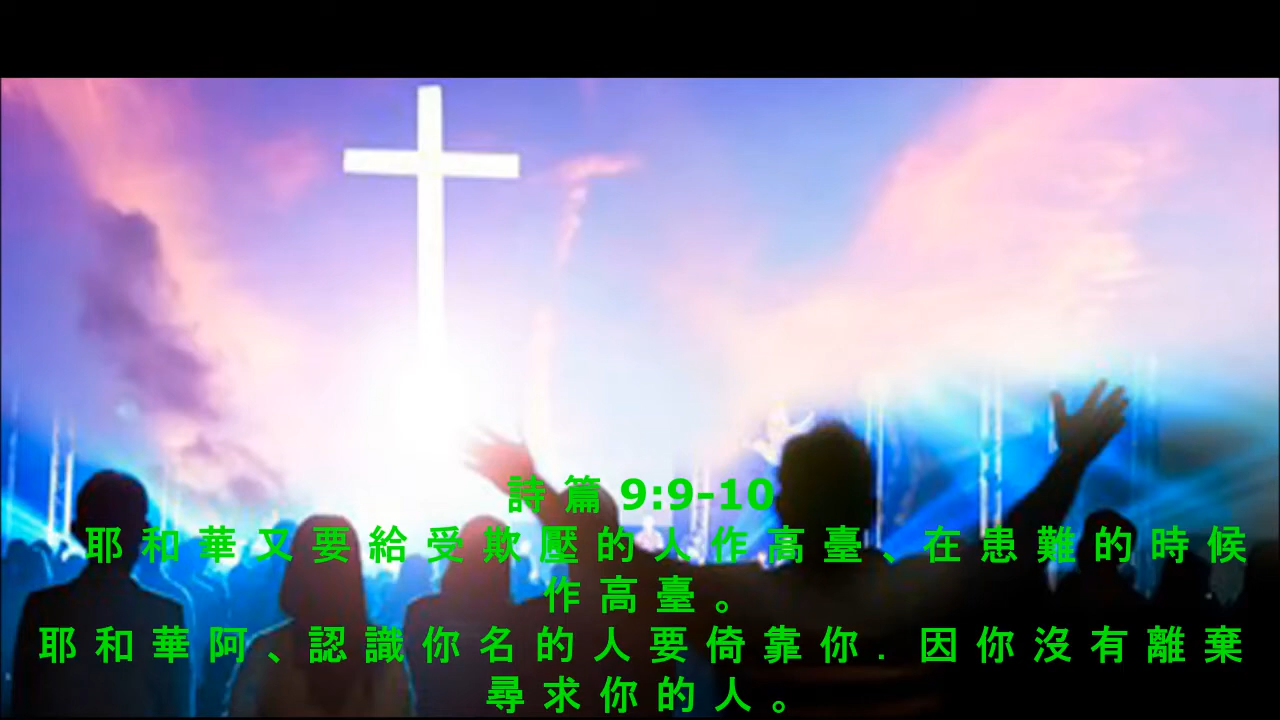 詩 篇 9:9-10
耶 和 華 又 要 給 受 欺 壓 的 人 作 高 臺 、在 患 難 的 時 候
作 高 臺 。
耶 和 華 阿 、認 識 你 名 的 人 要 倚 靠 你 . 因 你 沒 有 離 棄
尋 求 你 的 人 。